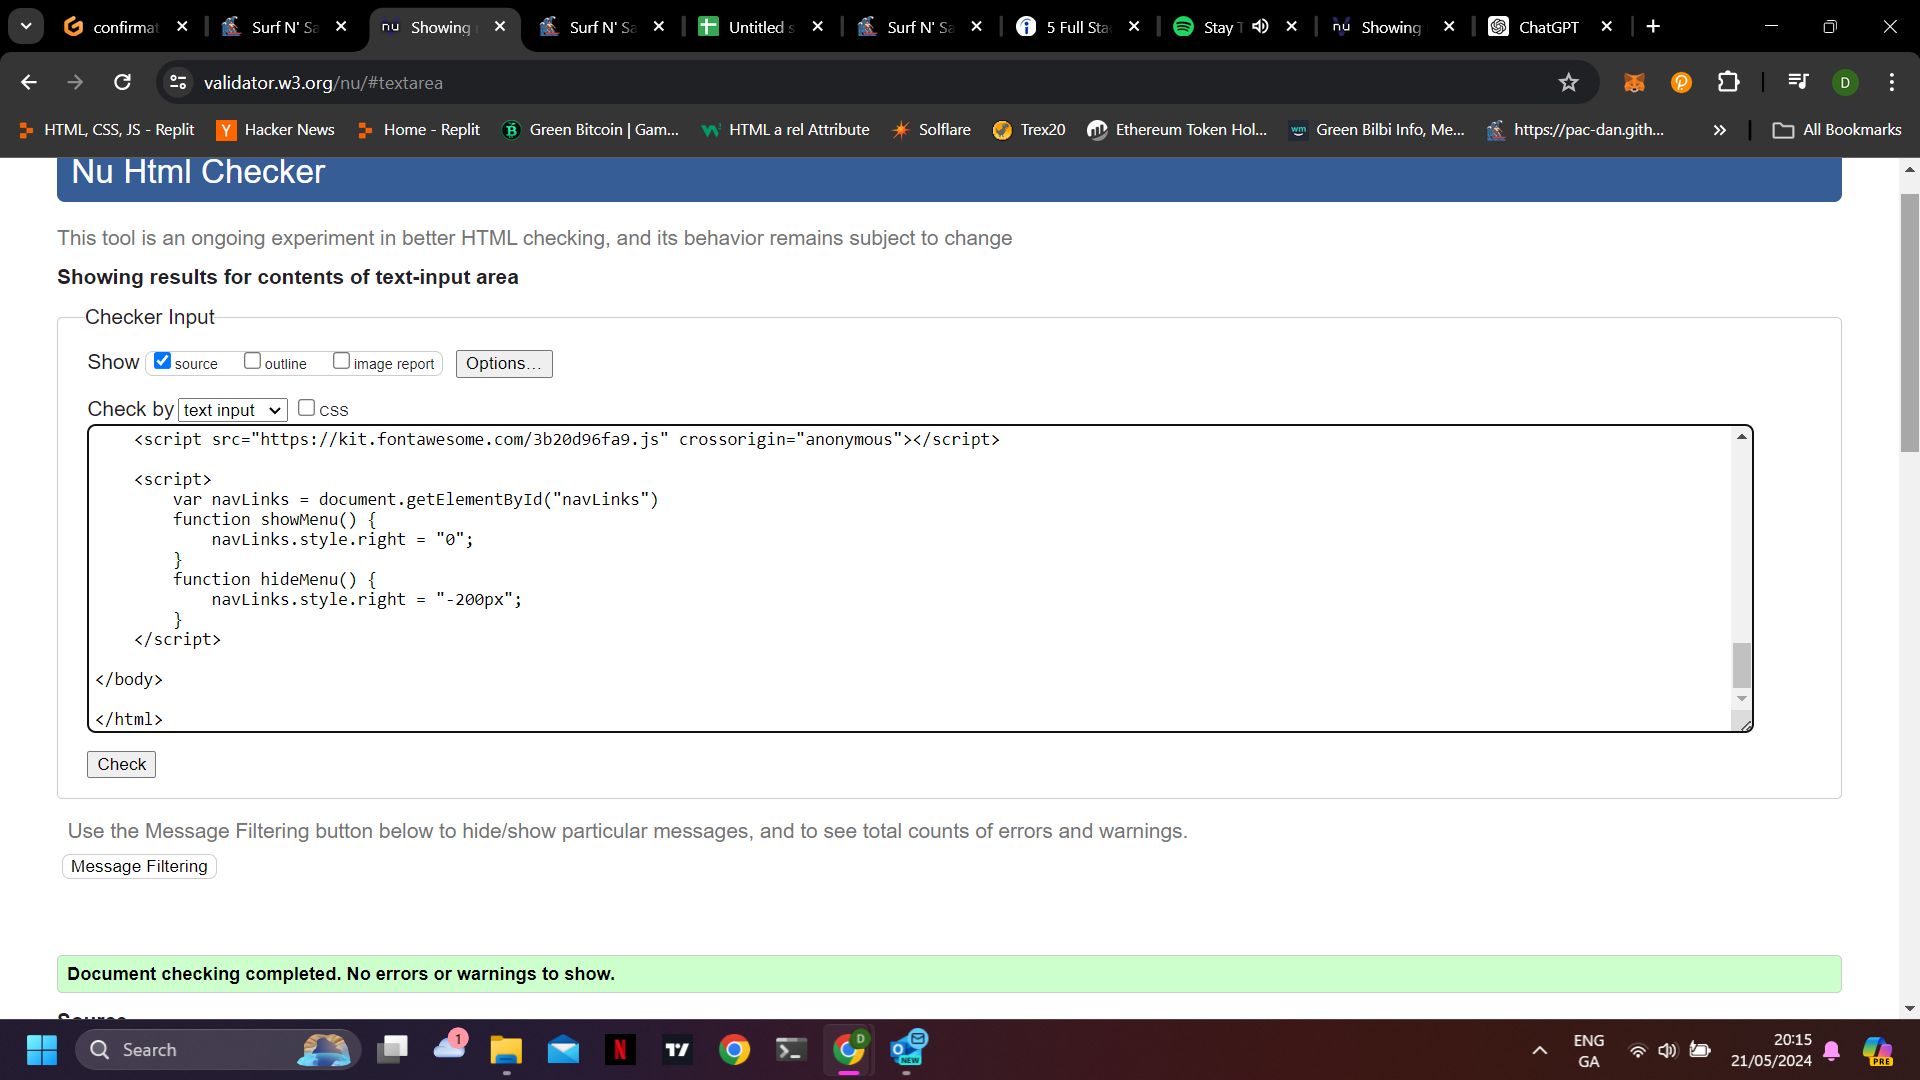 confirmat
Surf N' Sa
nu Showing
Surf N' Sa
Untitled s
Surf N' Sa
5 Full Sta
Stay T
nu Showing
ChatGPT
validator.w3.org/nu/#textarea
D
HTML, CSS, JS - Replit
Y Hacker News
Home - Replit
Green Bitcoin | Gam...
HTML a rel Attribute
Solflare
Trex20
Ethereum Token Hol...
wm Green Bilbi Info, Me...
https://pac-dan.gith...
»
All Bookmarks
Nu Html Checker
This tool is an ongoing experiment in better HTML checking, and its behavior remains subject to change
Showing results for contents of text-input area
Checker Input
Show source outline image report Options...
Check by text input CSS
<script src="https://kit.fontawesome.com/3b20d96fa9.js" crossorigin="anonymous"></script>
<script>
var navLinks = document.getElementById("navLinks")
function showMenu() {
navLinks.style.right = "0";
}
function hideMenu() {
navLinks.style.right = "-200px";
}
</script>
</body>
</html>
Check
Use the Message Filtering button below to hide/show particular messages, and to see total counts of errors and warnings.
Message Filtering
Document checking completed. No errors or warnings to show.
Source
Search
1
N
D
NEW
ENG
GA
20:15
21/05/2024
PRE